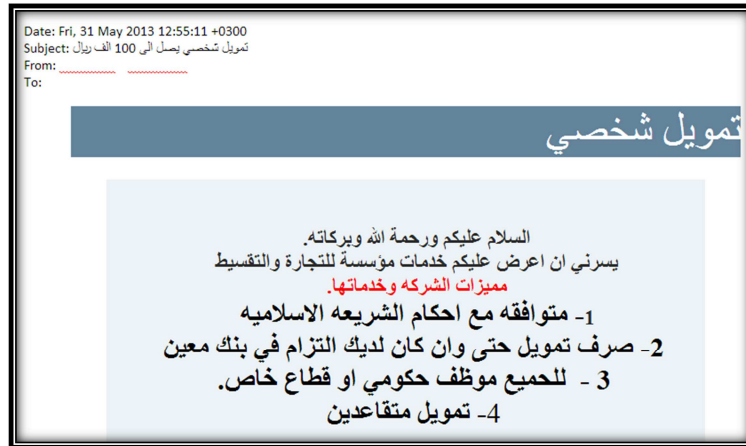 Date: Fri, 31 May 2013 12:55:11 +0300
Subject: تمويل شخصي يصل الى 100 الف ريال
From:
To:
تمويل شخصي
السلام عليكم ورحمة الله وبركاته.
يسرني ان اعرض عليكم خدمات مؤسسة للتجارة والتقسيط
مميزات الشركه وخدماتها.
1- متوافقه مع احكام الشريعه الاسلاميه
2- صرف تمويل حتى وان كان لديك التزام في بنك معين
3 - للحميع موظف حكومي او قطاع خاص.
4- تمويل متقاعدين